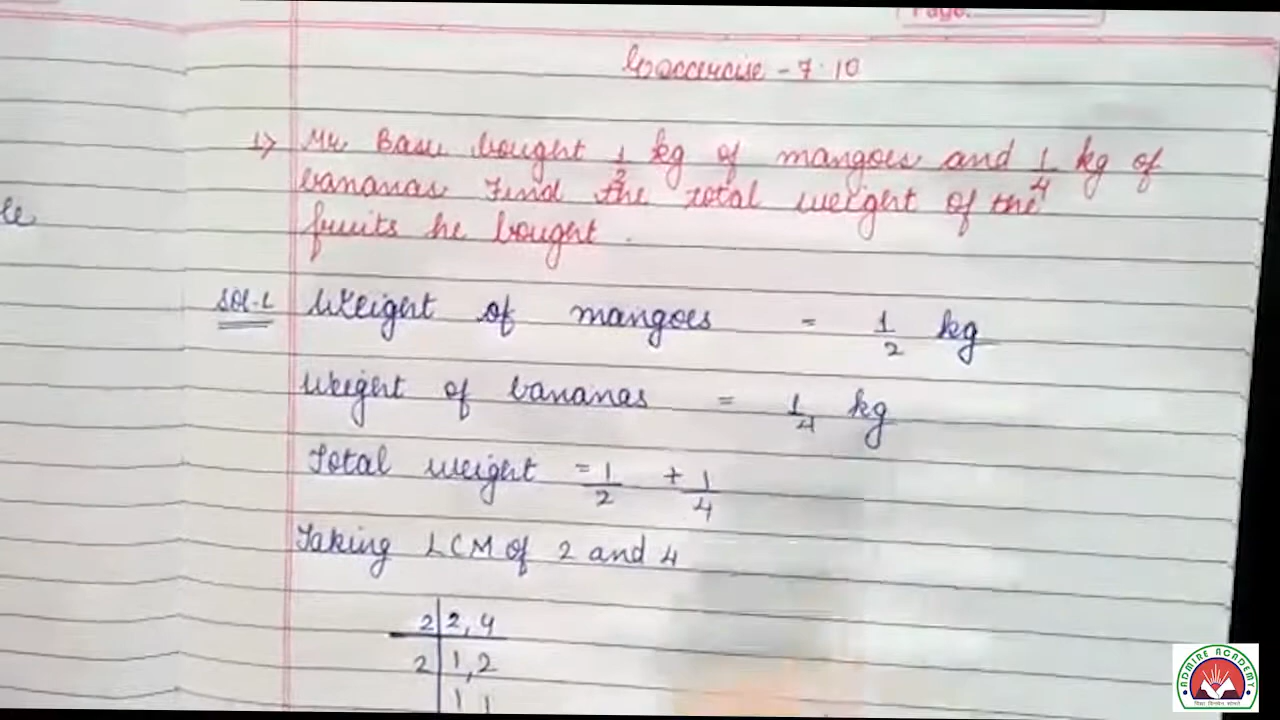 Page:
Exercise - 7.10
1) Mr. Basu bought 1/2 kg of mangoes and 1/4 kg of
bananas. Find the total weight of the
fruits he bought.
Sol-1 Weight of mangoes = 1/2 kg
Weight of bananas = 1/4 kg
Total weight = 1/2 + 1/4
Taking LCM of 2 and 4
2 | 2, 4
2 | 1, 2
1 1
ADMIRE ACADEMY